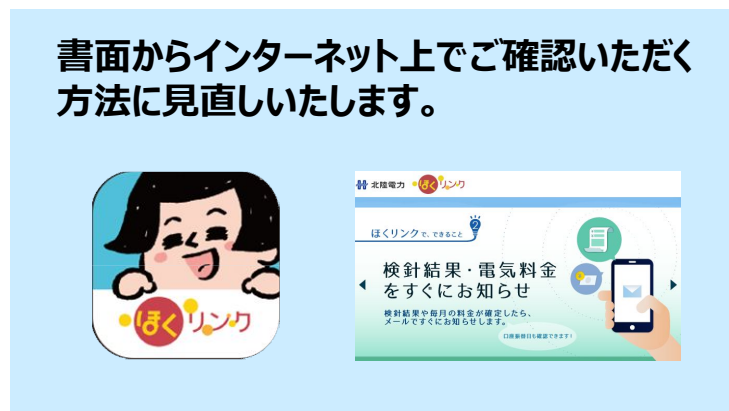 書面からインターネット上でご確認いただく
方法に見直しいたします。
ほくリンク
北陸電力 ほくリンク
ほくリンクで、できること 2
検針結果・電気料金
をすぐにお知らせ
検針結果や毎月の料金が確定したら、
メールですぐにお知らせします。
口座振替日も確認できます!